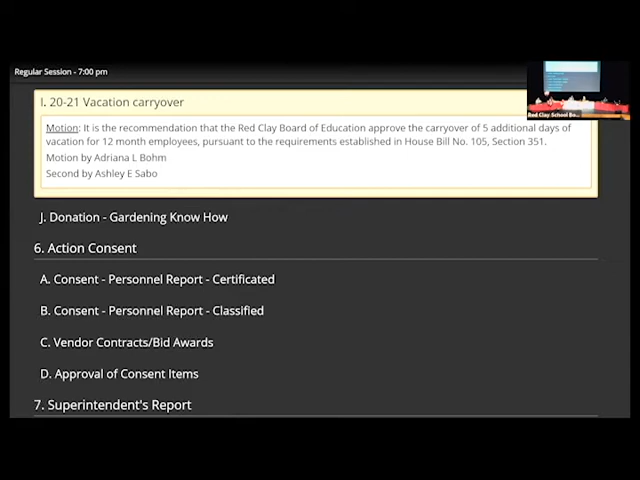 Regular Session - 7:00 pm
I. 20-21 Vacation carryover
Motion: It is the recommendation that the Red Clay Board of Education approve the carryover of 5 additional days of
vacation for 12 month employees, pursuant to the requirements established in House Bill No. 105, Section 351.
Motion by Adriana L Bohm
Second by Ashley E Sabo
Red Clay School Bo...
J. Donation - Gardening Know How
6. Action Consent
A. Consent - Personnel Report - Certificated
B. Consent - Personnel Report - Classified
C. Vendor Contracts/Bid Awards
D. Approval of Consent Items
7. Superintendent's Report